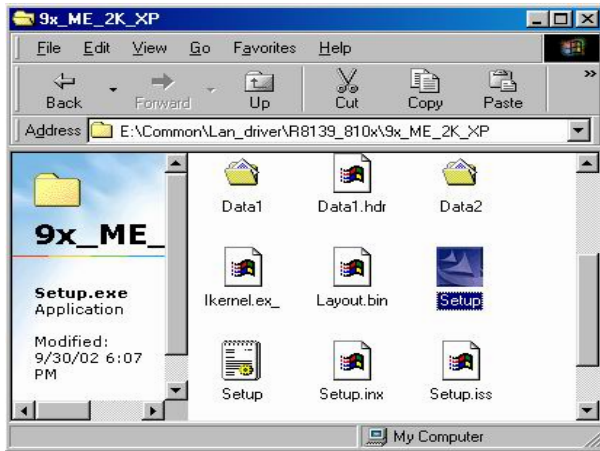 9x_ME_2K_XP
File Edit View Go Favorites Help
Back Forward Up Cut Copy Paste »
Address E:\Common\Lan_driver\R8139_810x\9x_ME_2K_XP
9x_ME_
Setup.exe
Application
Modified:
9/30/02 6:07
PM
Data1 Data1.hdr Data2
Ikernel.ex_ Layout.bin Setup
Setup Setup.inx Setup.iss
My Computer